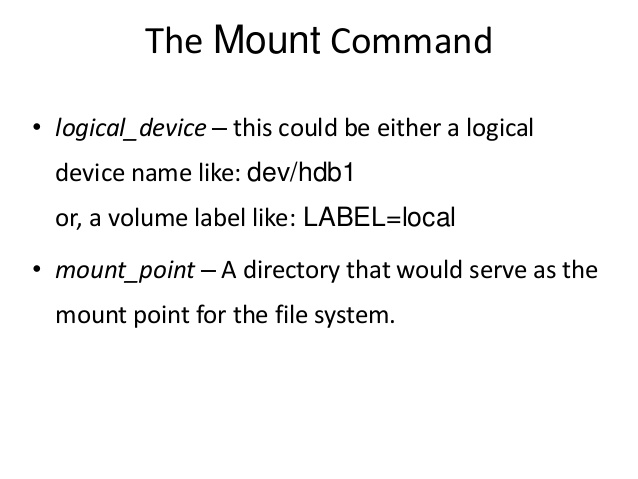 The Mount Command
• logical_device – this could be either a logical
device name like: dev/hdb1
or, a volume label like: LABEL=local
• mount_point – A directory that would serve as the
mount point for the file system.